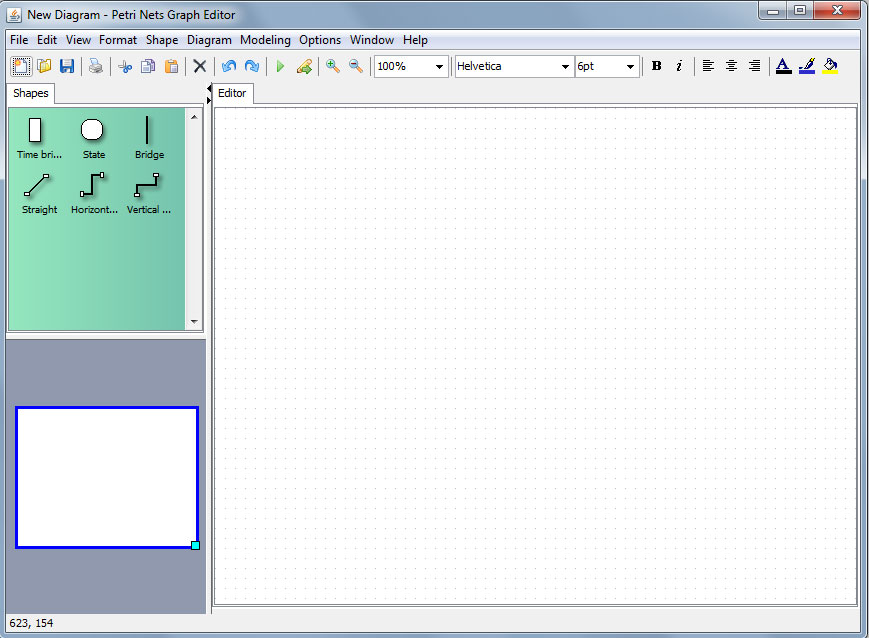 New Diagram - Petri Nets Graph Editor
File Edit View Format Shape Diagram Modeling Options Window Help
100% Helvetica 6pt B i A
Shapes
Editor
Time bri... State Bridge
Straight Horizont... Vertical ...
623, 154